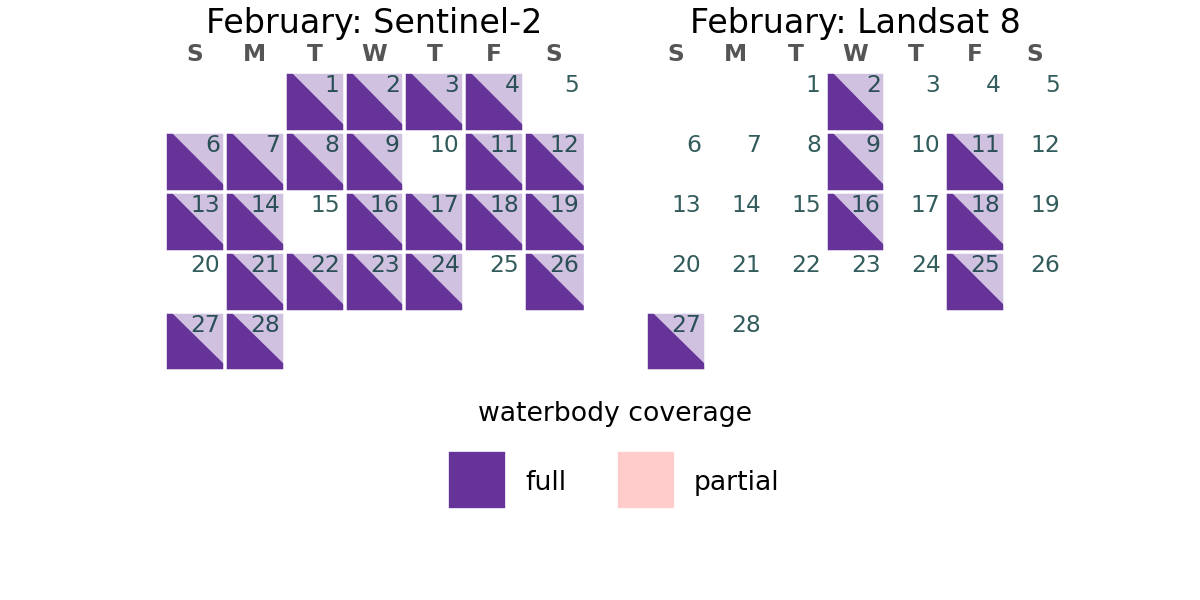 February: Sentinel-2
S M T W T F S
1 2 3 4 5
6 7 8 9 10 11 12
13 14 15 16 17 18 19
20 21 22 23 24 25 26
27 28
February: Landsat 8
S M T W T F S
1 2 3 4 5
6 7 8 9 10 11 12
13 14 15 16 17 18 19
20 21 22 23 24 25 26
27 28
waterbody coverage
full partial